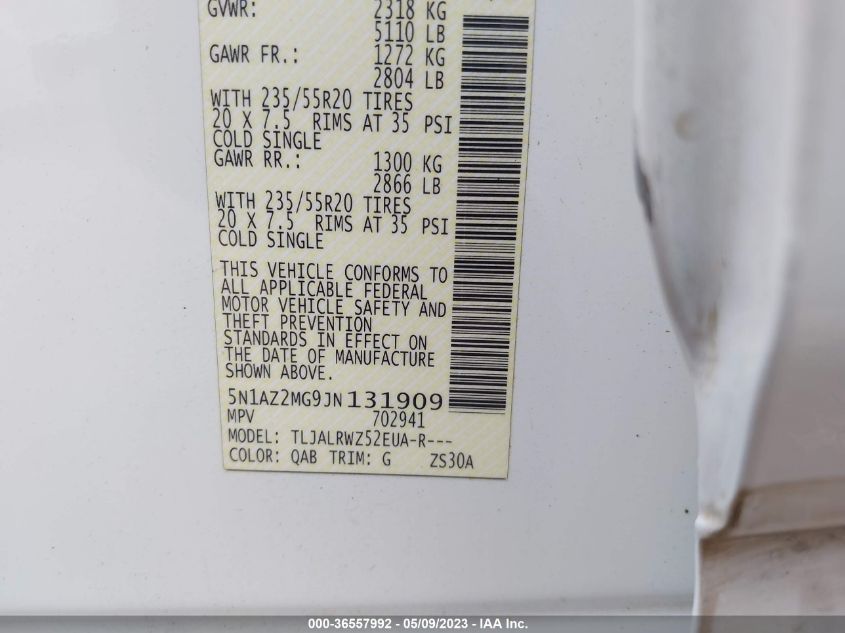 GVWR: 2318 KG
5110 LB
GAWR FR.: 1272 KG
2804 LB
WITH 235/55R20 TIRES
20 X 7.5 RIMS AT 35 PSI
COLD SINGLE
GAWR RR.: 1300 KG
2866 LB
WITH 235/55R20 TIRES
20 X 7.5 RIMS AT 35 PSI
COLD SINGLE
THIS VEHICLE CONFORMS TO
ALL APPLICABLE FEDERAL
MOTOR VEHICLE SAFETY AND
THEFT PREVENTION
STANDARDS IN EFFECT ON
THE DATE OF MANUFACTURE
SHOWN ABOVE.
5N1AZ2MG9JN131909
MPV 702941
MODEL: TLJALRWZ52EUA-R---
COLOR: QAB TRIM: G ZS30A
000-36557992 - 05/09/2023 - IAA Inc.